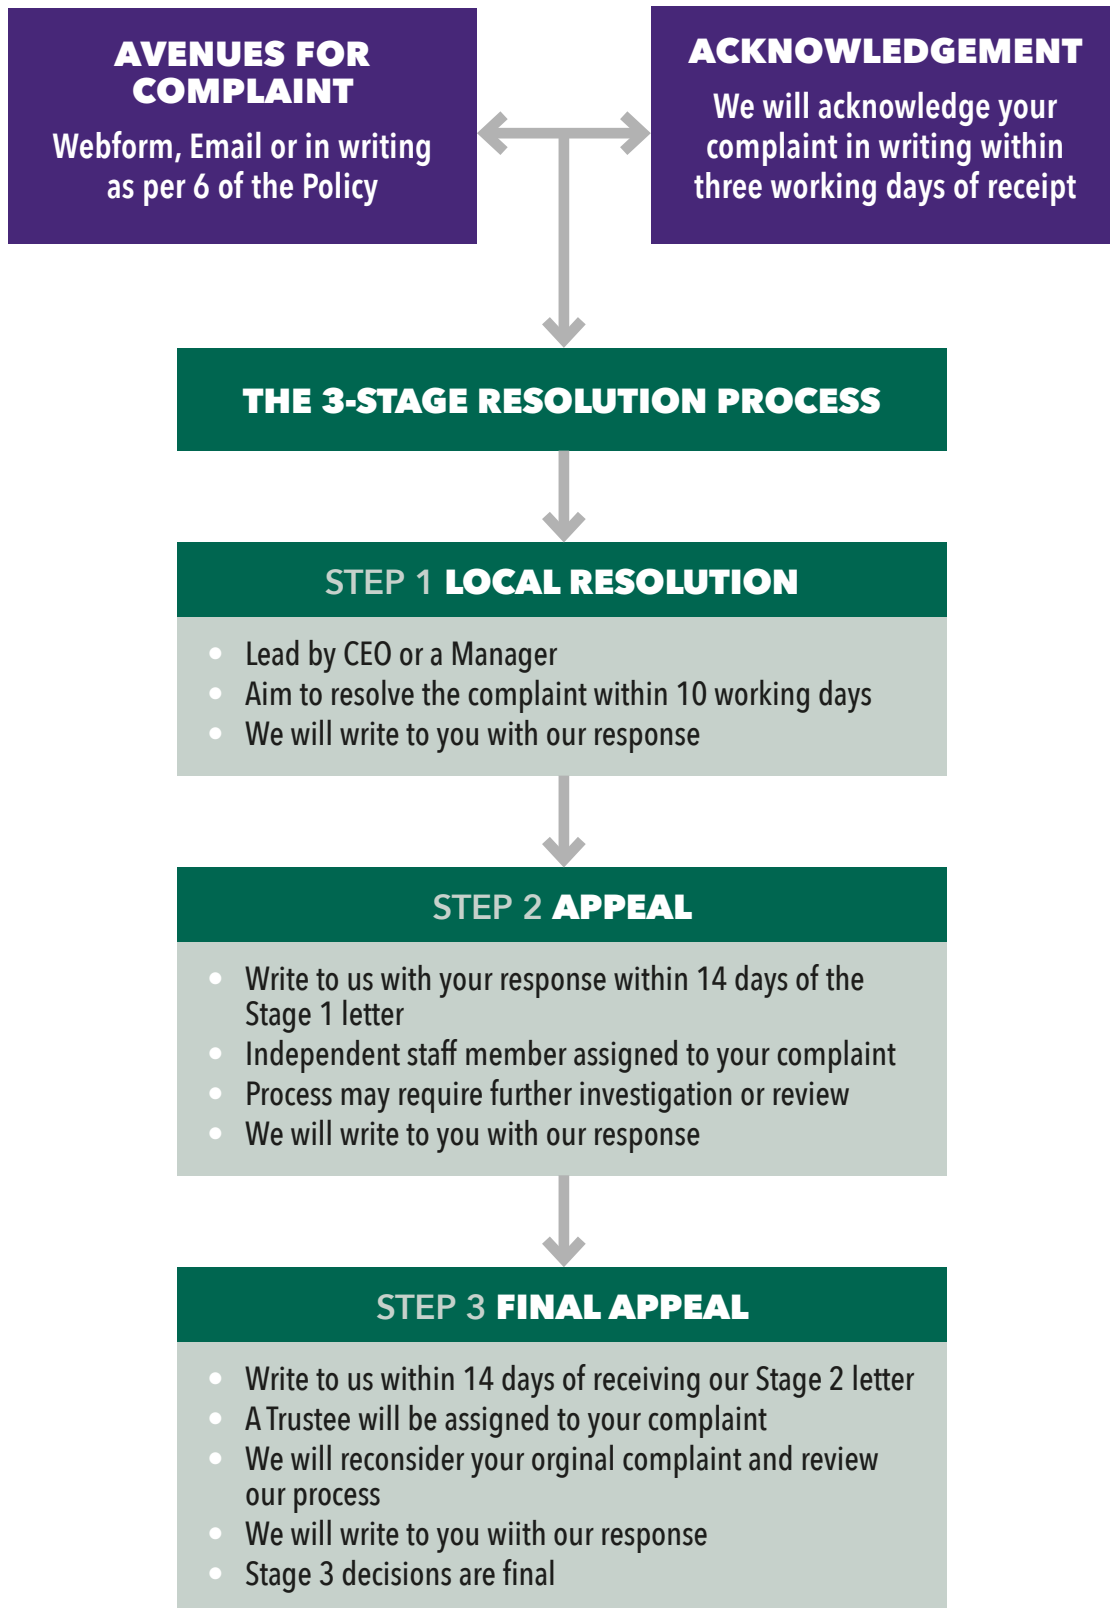 AVENUES FOR
COMPLAINT
Webform, Email or in writing
as per 6 of the Policy
ACKNOWLEDGEMENT
We will acknowledge your
complaint in writing within
three working days of receipt
THE 3-STAGE RESOLUTION PROCESS
STEP 1 LOCAL RESOLUTION
• Lead by CEO or a Manager
• Aim to resolve the complaint within 10 working days
• We will write to you with our response
STEP 2 APPEAL
• Write to us with your response within 14 days of the
Stage 1 letter
• Independent staff member assigned to your complaint
• Process may require further investigation or review
• We will write to you with our response
STEP 3 FINAL APPEAL
• Write to us within 14 days of receiving our Stage 2 letter
• A Trustee will be assigned to your complaint
• We will reconsider your orginal complaint and review
our process
• We will write to you wiith our response
• Stage 3 decisions are final